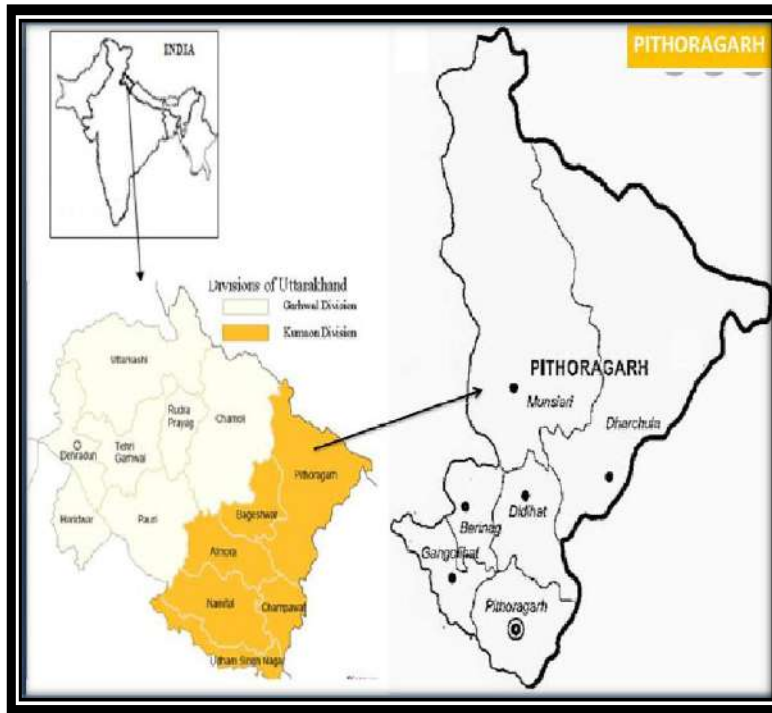 PITHORAGARH
INDIA
Divisions of Uttarakhand
Garhwal Division
Kumaon Division
Uttarkashi
Rudra
Prayag
Chamoli
Dehradun
Tehri
Garhwal
Haridwar
Pauri
Pithoragarh
Bageshwar
Almora
Nainital
Champawat
Udham Singh Nagar
PITHORAGARH
Munsiari
Dharchula
Berinag
Didihat
Gangolihat
Pithoragarh